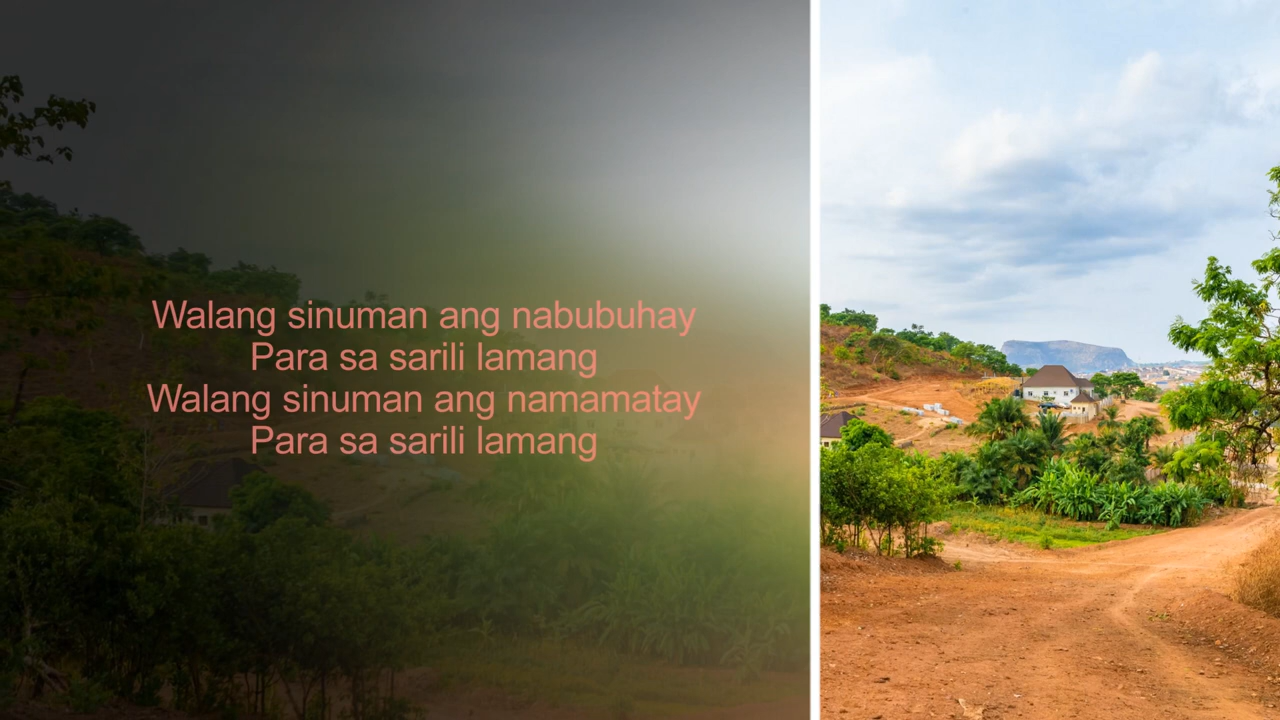 Walang sinuman ang nabubuhay
Para sa sarili lamang
Walang sinuman ang namamatay
Para sa sarili lamang